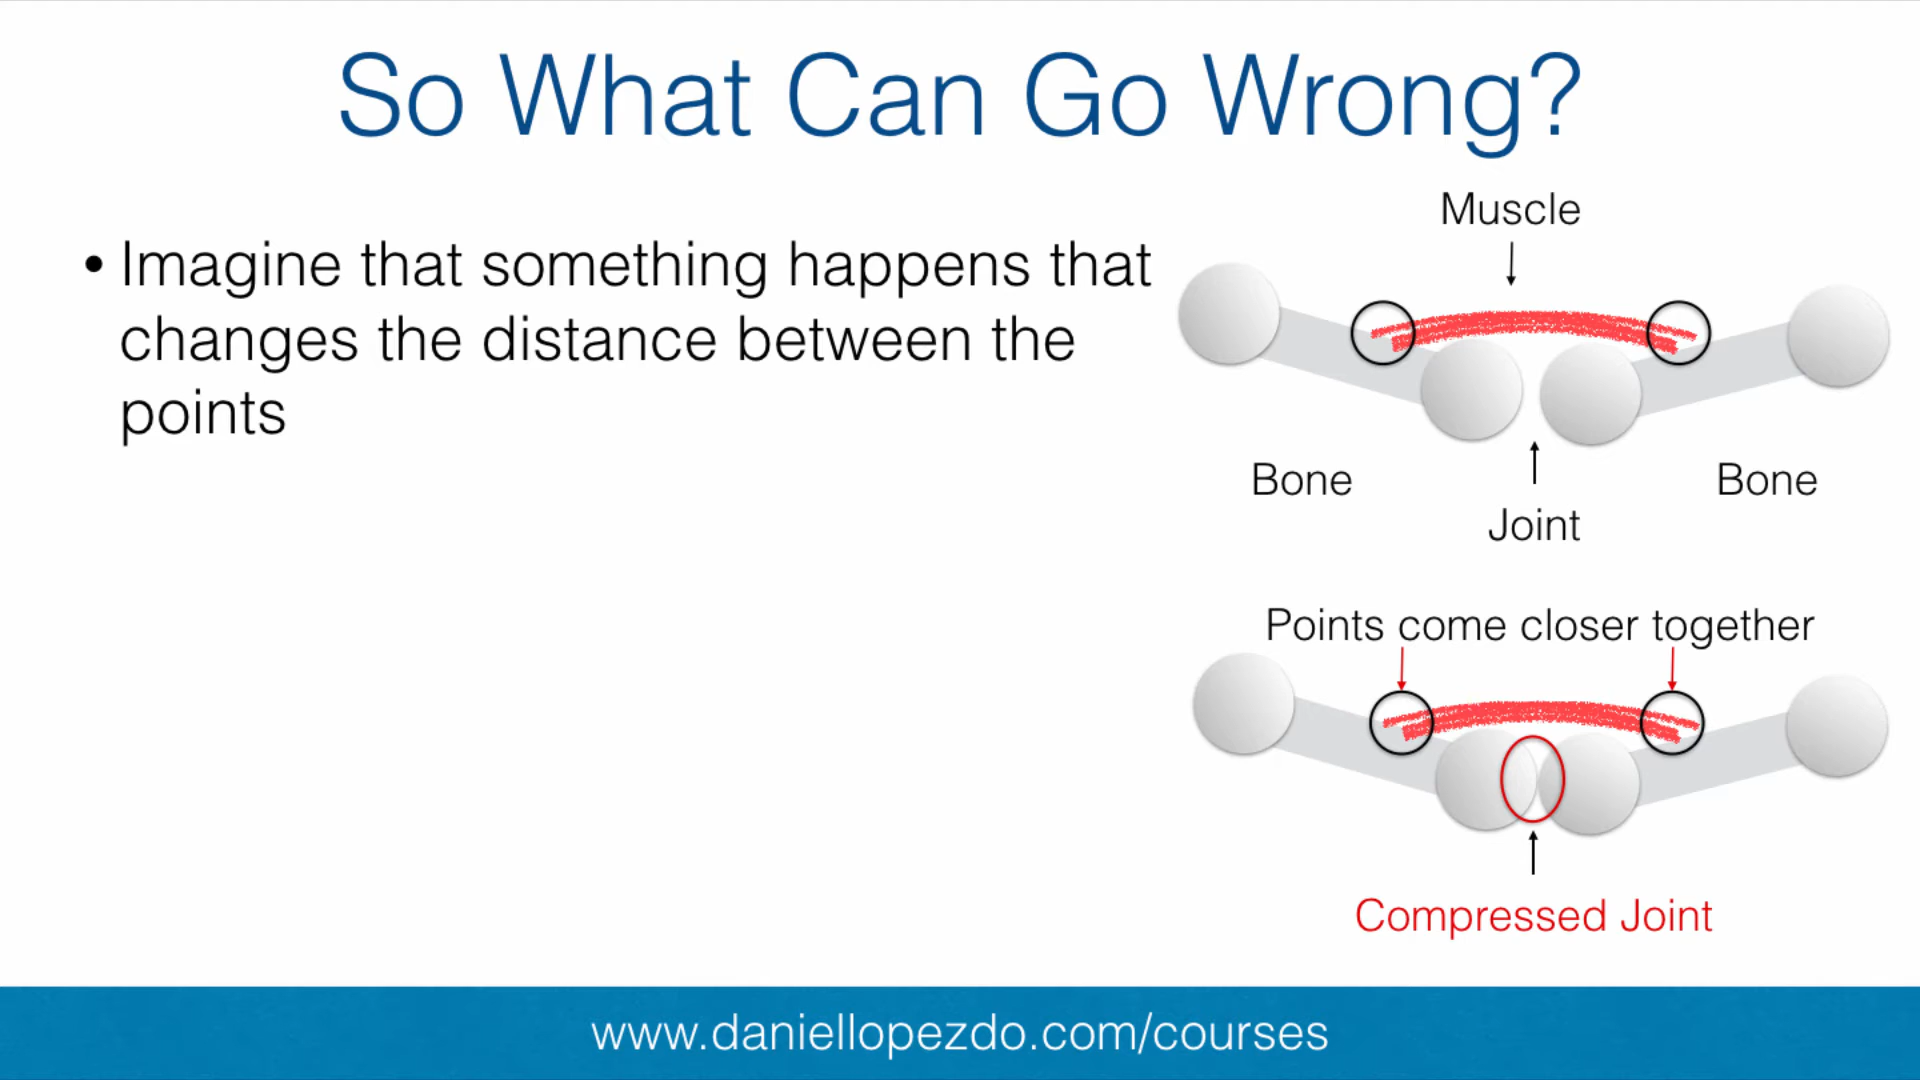 So What Can Go Wrong?
• Imagine that something happens that
changes the distance between the
points
Muscle
Bone
Bone
Joint
Points come closer together
Compressed Joint
www.daniellopezdo.com/courses